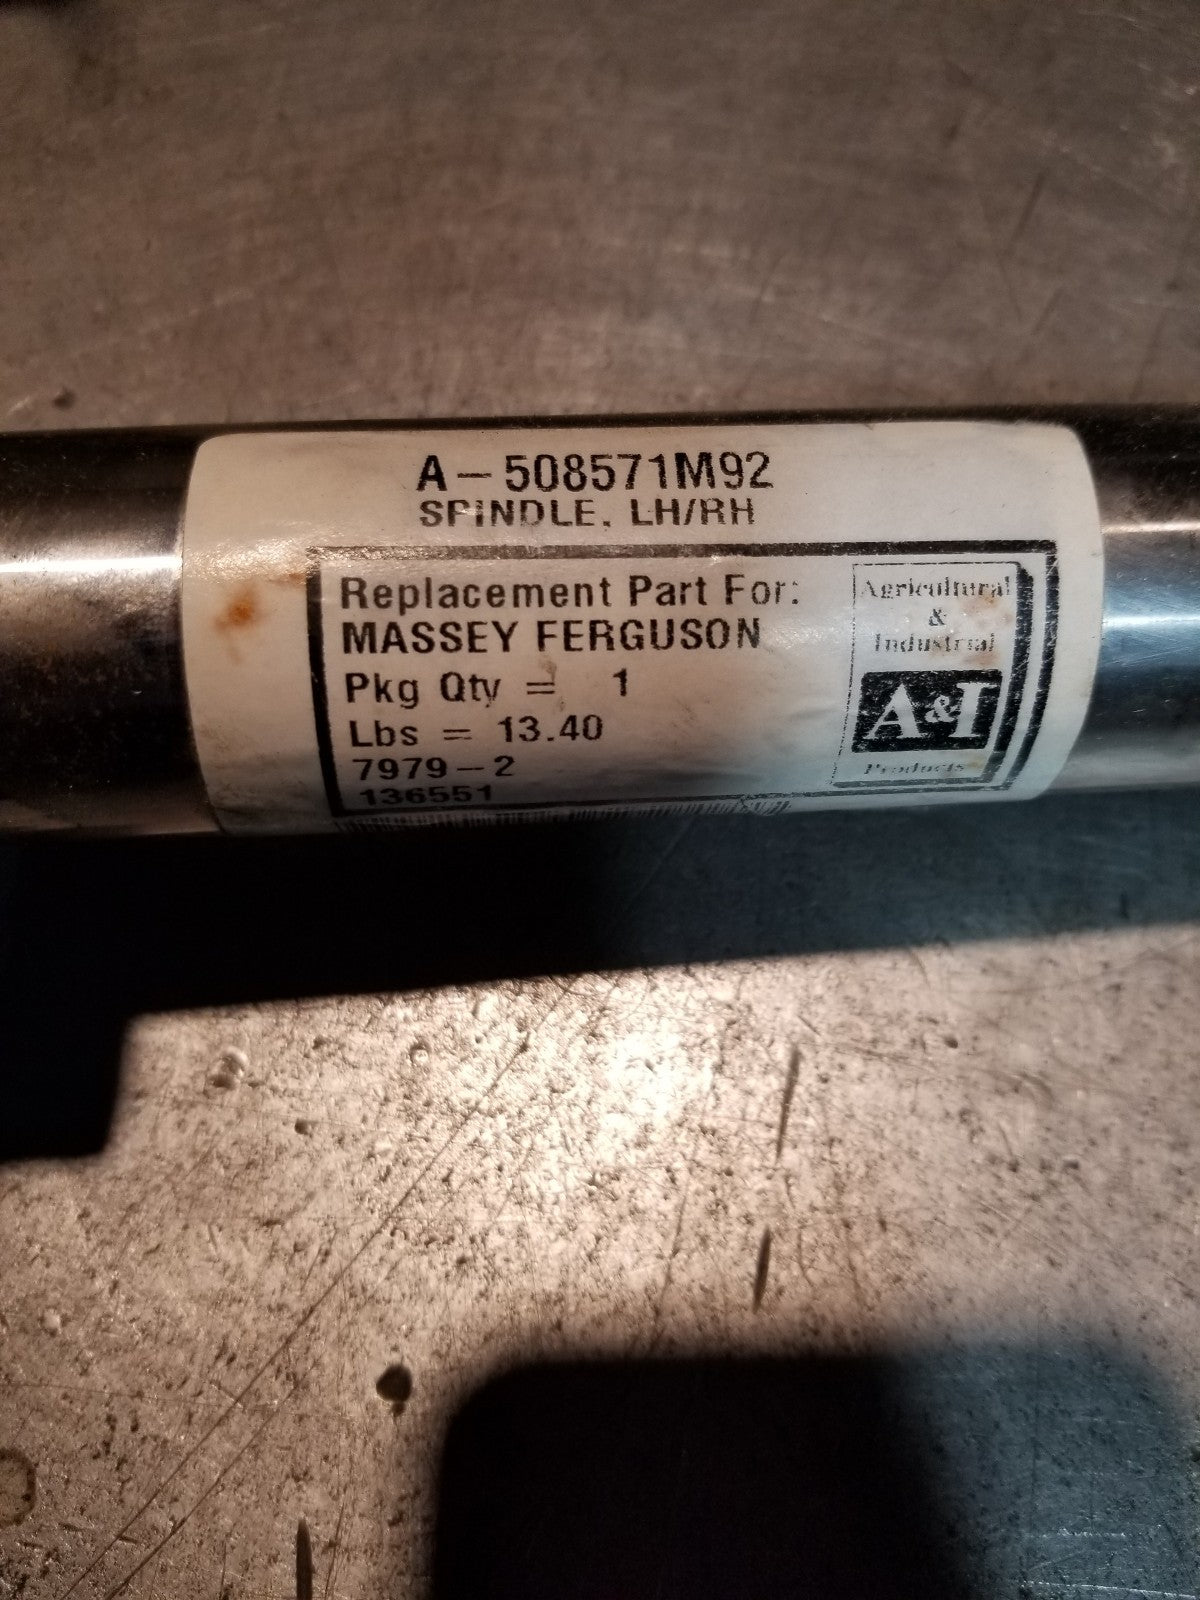 A-508571M92
SPINDLE, LH/RH
Replacement Part For:
MASSEY FERGUSON
Pkg Qty = 1
Lbs = 13.40
7979-2
136551
Agricultural
&
Industrial
A&I
Products